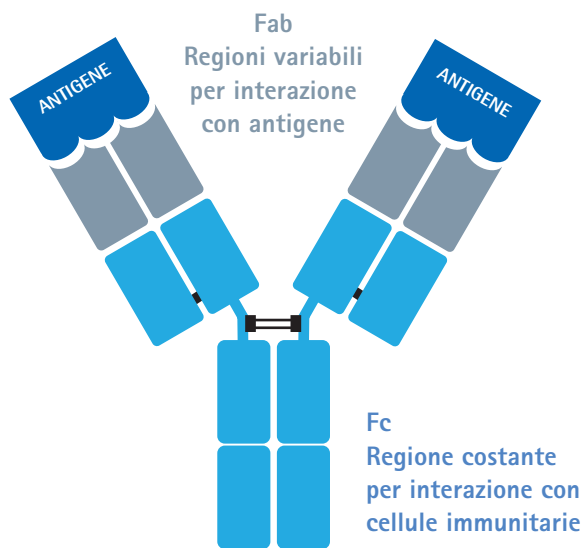 Fab
Regioni variabili
per interazione
con antigene
ANTIGENE
ANTIGENE
Fc
Regione costante
per interazione con
cellule immunitarie